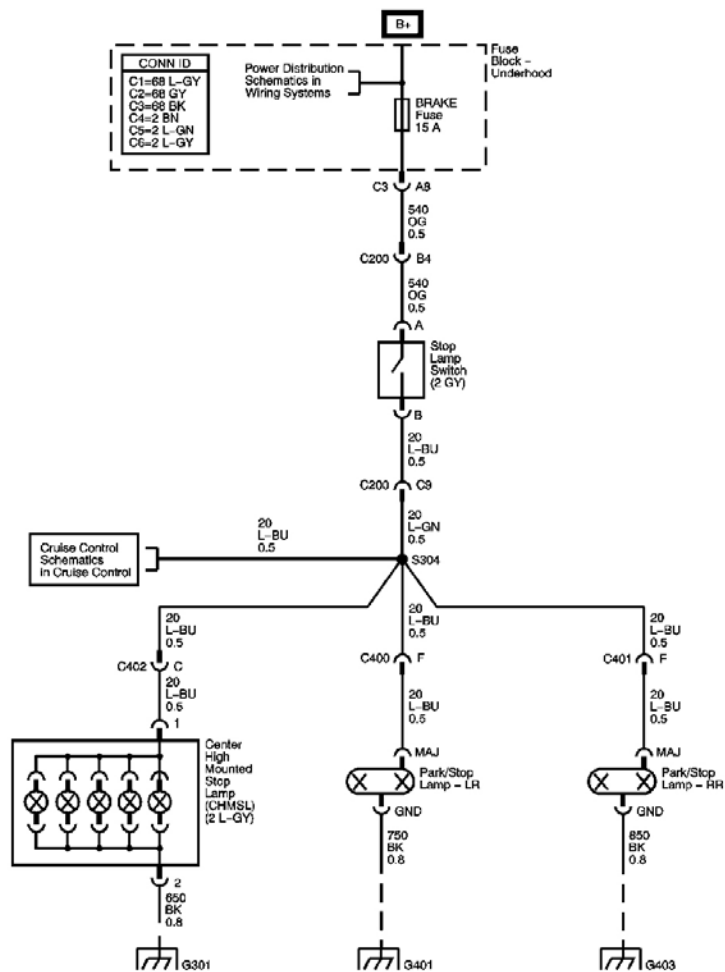 B+
Fuse
Block –
Underhood
CONN ID
C1=68 L–GY
C2=68 GY
C3=68 BK
C4=2 BN
C5=2 L–GN
C6=2 L–GY
Power Distribution
Schematics in
Wiring Systems
BRAKE
Fuse
15 A
C3 A8
540
OG
0.5
C200 B4
540
OG
0.5
A
Stop
Lamp
Switch
(2 GY)
B
20
L–BU
0.5
C200 C9
20
L–GN
0.5
20
L–BU
0.5
Cruise Control
Schematics
in Cruise Control
S304
20
L–BU
0.5
20
L–BU
0.5
20
L–BU
0.5
C402 C
C400 F
C401 F
20
L–BU
0.5
20
L–BU
0.5
20
L–BU
0.5
1
Center
High
Mounted
Stop
Lamp
(CHMSL)
(2 L–GY)
MAJ
Park/Stop
Lamp – LR
MAJ
Park/Stop
Lamp – RR
GND
GND
750
BK
0.8
850
BK
0.8
2
650
BK
0.8
G301
G401
G403